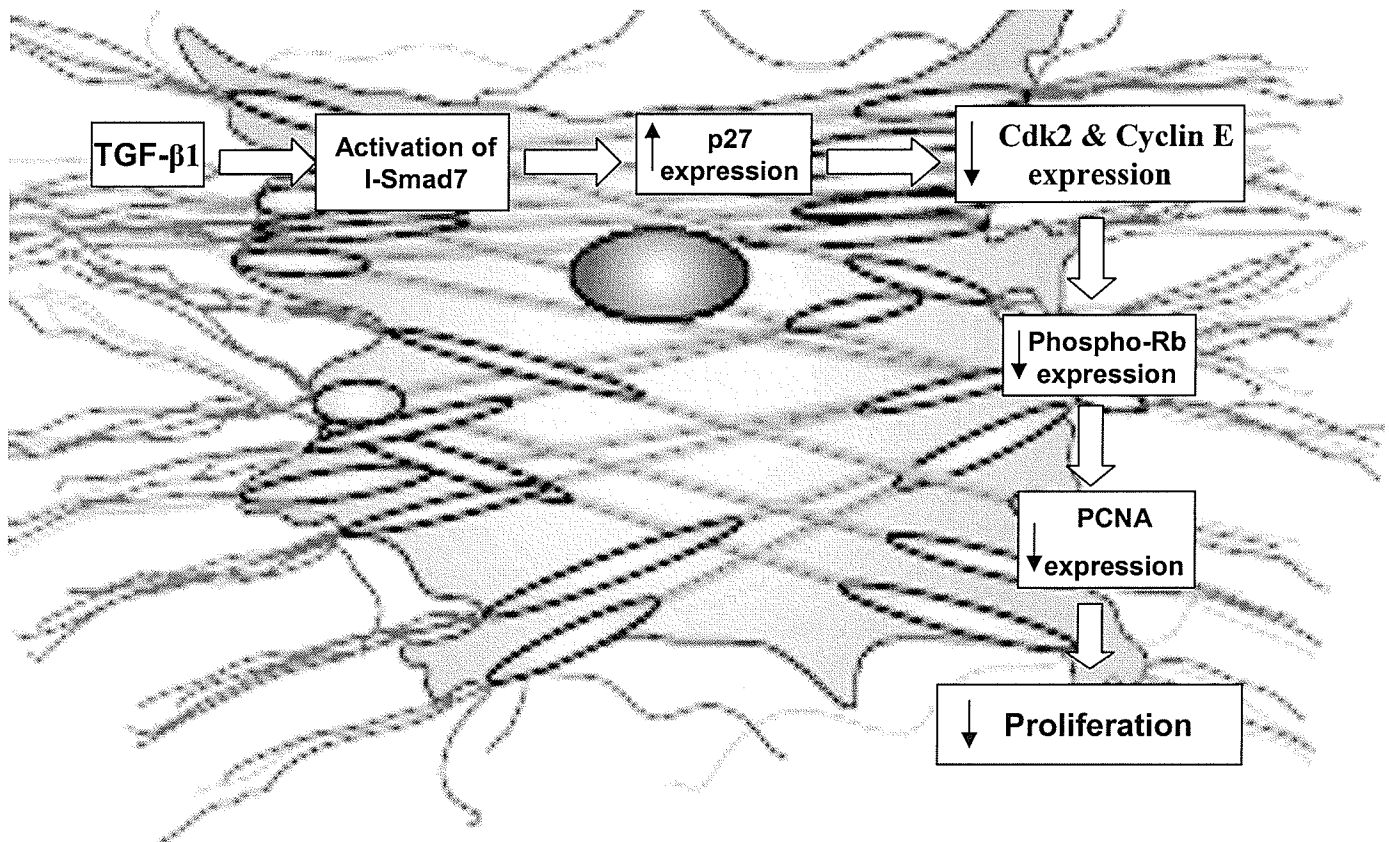 TGF-β1
Activation of
I-Smad7
p27
expression
Cdk2 & Cyclin E
expression
Phospho-Rb
expression
PCNA
expression
Proliferation